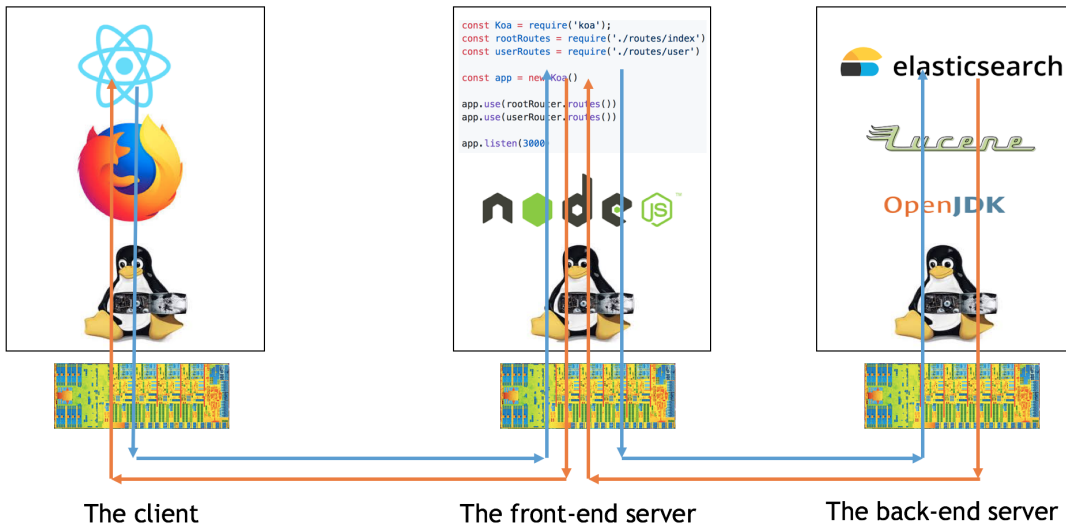 const Koa = require('koa');
const rootRoutes = require('./routes/index')
const userRoutes = require('./routes/user')
const app = new Koa()
app.use(rootRouter.routes())
app.use(userRouter.routes())
app.listen(3000)
elasticsearch
Lucene
OpenJDK
node
JS
™
The client
The front-end server
The back-end server